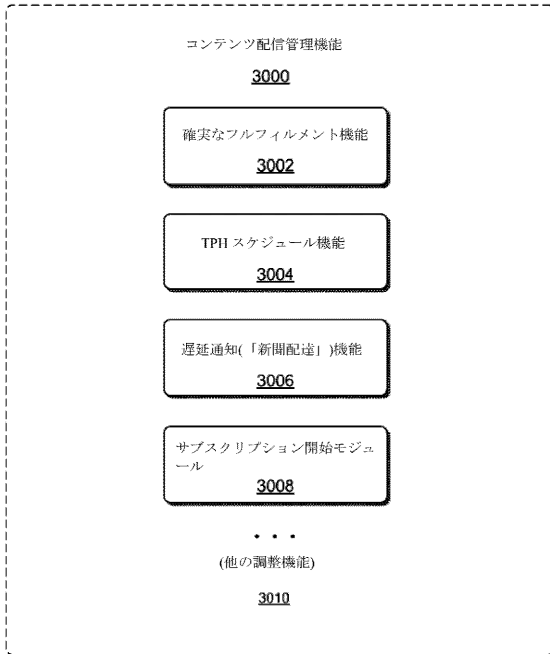 コンテンツ配信管理機能
3000
確実なフルフィルメント機能
3002
TPH スケジュール機能
3004
遅延通知(「新聞配達」)機能
3006
サブスクリプション開始モジュ
ール
3008
• • •
(他の調整機能)
3010